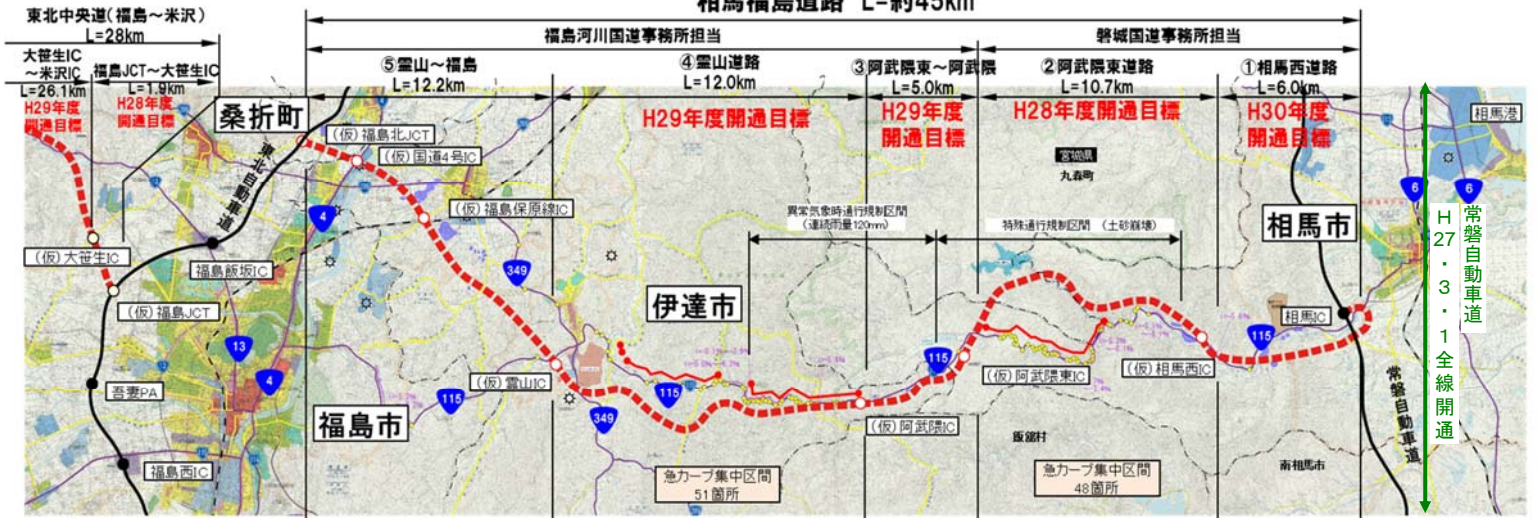 相馬福島道路 L=約45km
東北中央道(福島～米沢)
L=28km
福島河川国道事務所担当
磐城国道事務所担当
大笹生IC
～米沢IC
L=26.1km
福島JCT～大笹生IC
L=1.9km
⑤霊山～福島
L=12.2km
④霊山道路
L=12.0km
③阿武隈東～阿武隈
L=5.0km
②阿武隈東道路
L=10.7km
①相馬西道路
L=6.0km
H29年度
開通目標
H28年度
開通目標
H29年度開通目標
H29年度
開通目標
H28年度開通目標
H30年度
開通目標
桑折町
東北自動車道
(仮)福島北JCT
(仮)国道4号IC
(仮)福島保原線IC
宮城県
丸森町
相馬港
4
6
6
異常気象時通行規制区間
(連続雨量120mm)
特殊通行規制区間 (土砂崩壊)
相馬市
常磐自動車道
H27・3・1全線開通
(仮)大笹生IC
福島飯坂IC
349
伊達市
(仮)福島JCT
相馬IC
13
115
115
4
(仮)霊山IC
(仮)阿武隈東IC
(仮)相馬西IC
吾妻PA
115
115
福島市
349
(仮)阿武隈IC
飯舘村
常磐自動車道
福島西IC
急カーブ集中区間
51箇所
急カーブ集中区間
48箇所
南相馬市